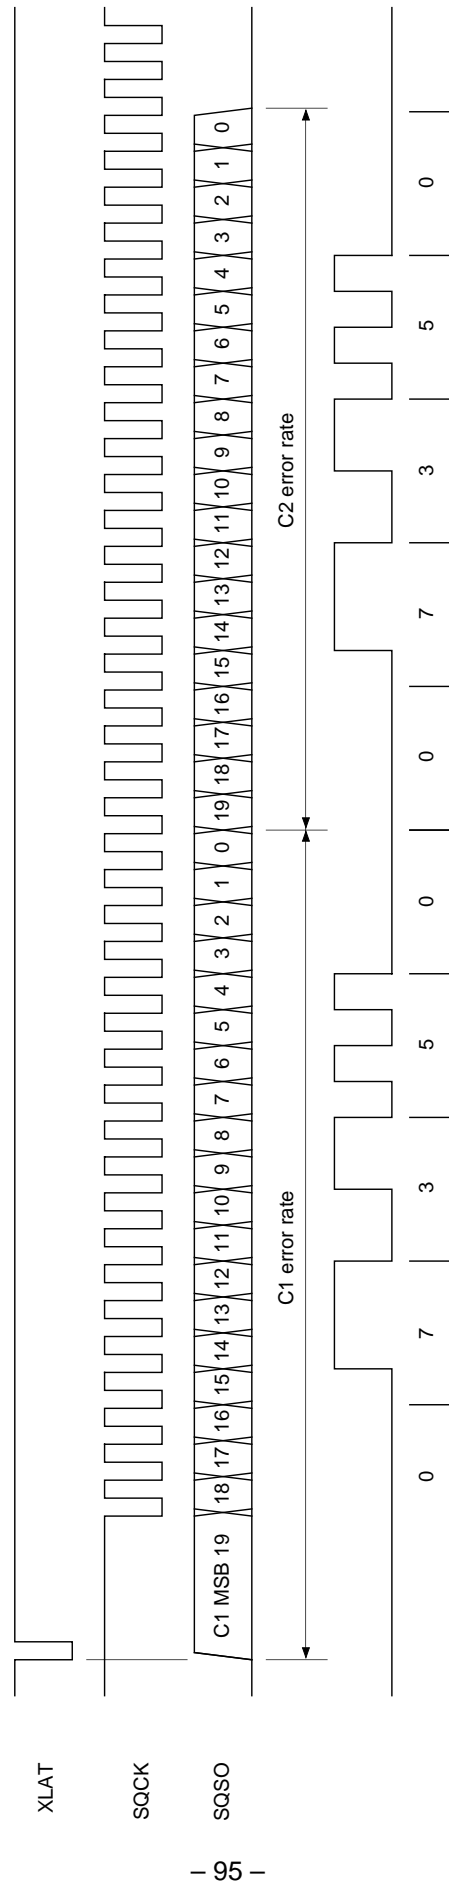 XLAT
SQCK
SQSO C1 MSB 19 18 17 16 15 14 13 12 11 10 9 8 7 6 5 4 3 2 1 0 19 18 17 16 15 14 13 12 11 10 9 8 7 6 5 4 3 2 1 0
C1 error rate C2 error rate
0 7 3 5 0 0 7 3 5 0
– 95 –